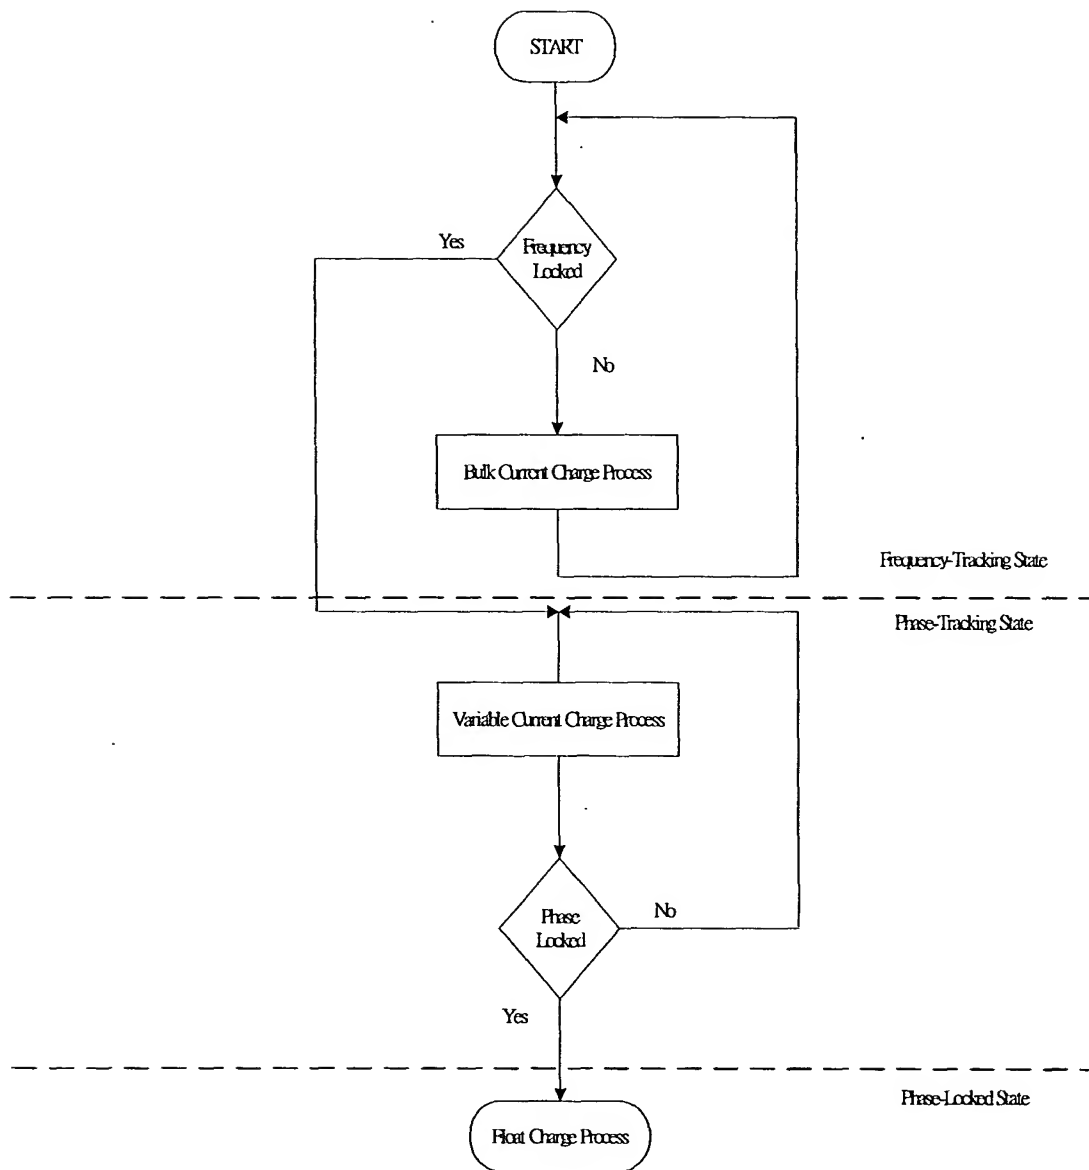 START
Yes
Frequency
Locked
No
Bulk Current Charge Process
Frequency-Tracking State
Phase-Tracking State
Variable Current Charge Process
Phase
Locked
No
Yes
Phase-Locked State
Float Charge Process